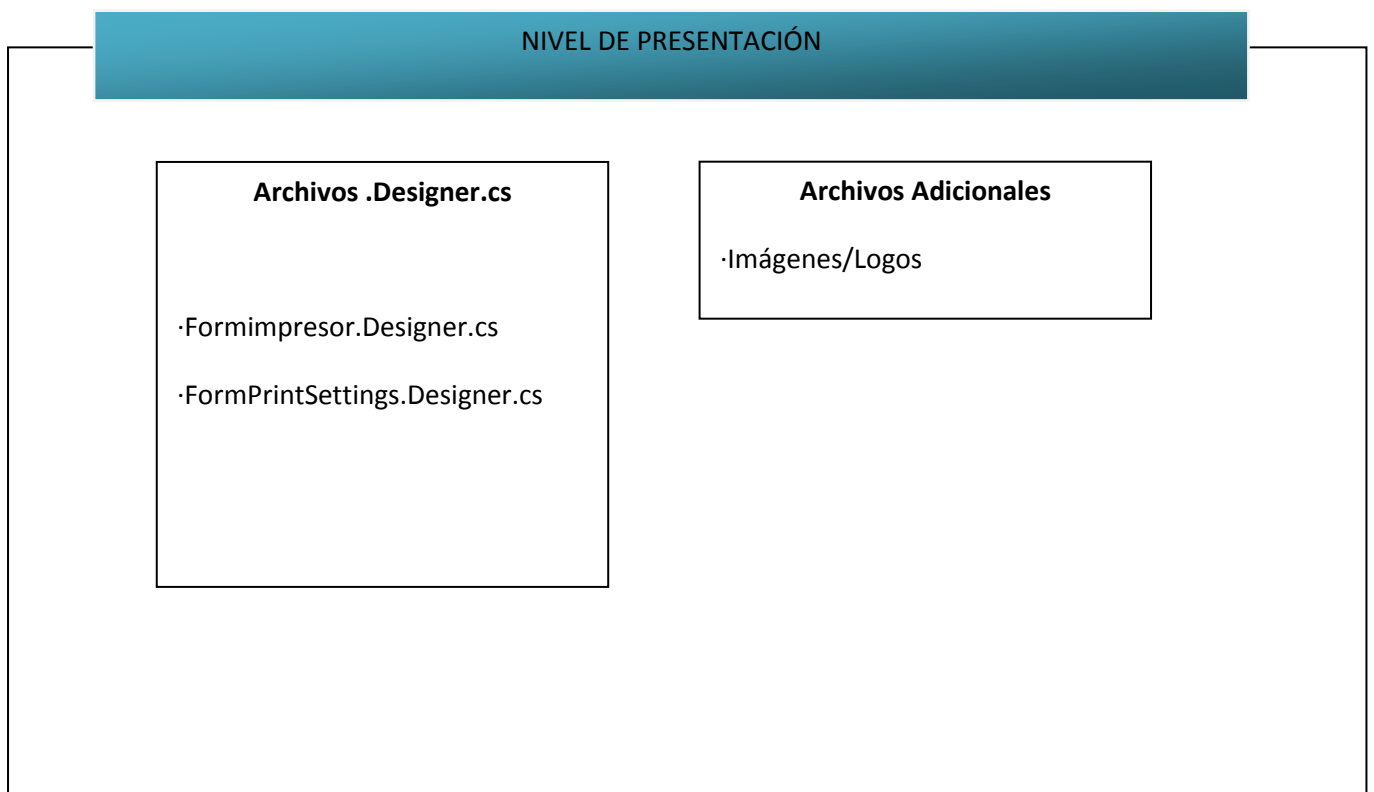 NIVEL DE PRESENTACIÓN
Archivos .Designer.cs
·Formimpresor.Designer.cs
·FormPrintSettings.Designer.cs
Archivos Adicionales
·Imágenes/Logos